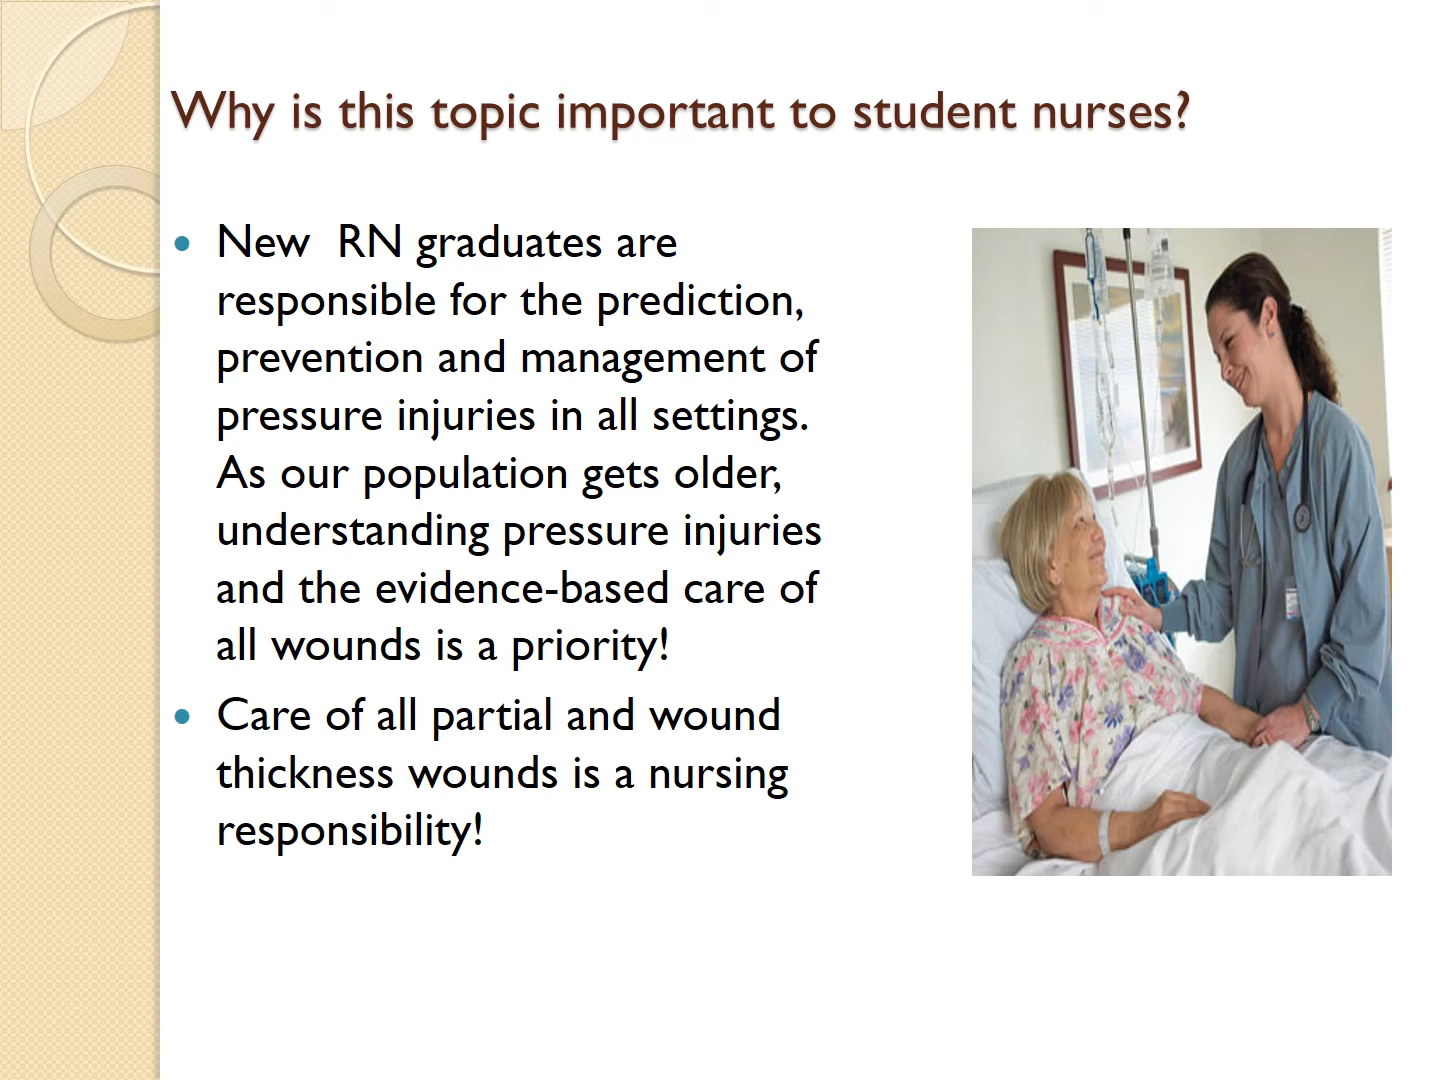 Why is this topic important to student nurses?
• New  RN graduates are
responsible for the prediction,
prevention and management of
pressure injuries in all settings.
As our population gets older,
understanding pressure injuries
and the evidence-based care of
all wounds is a priority!
• Care of all partial and wound
thickness wounds is a nursing
responsibility!